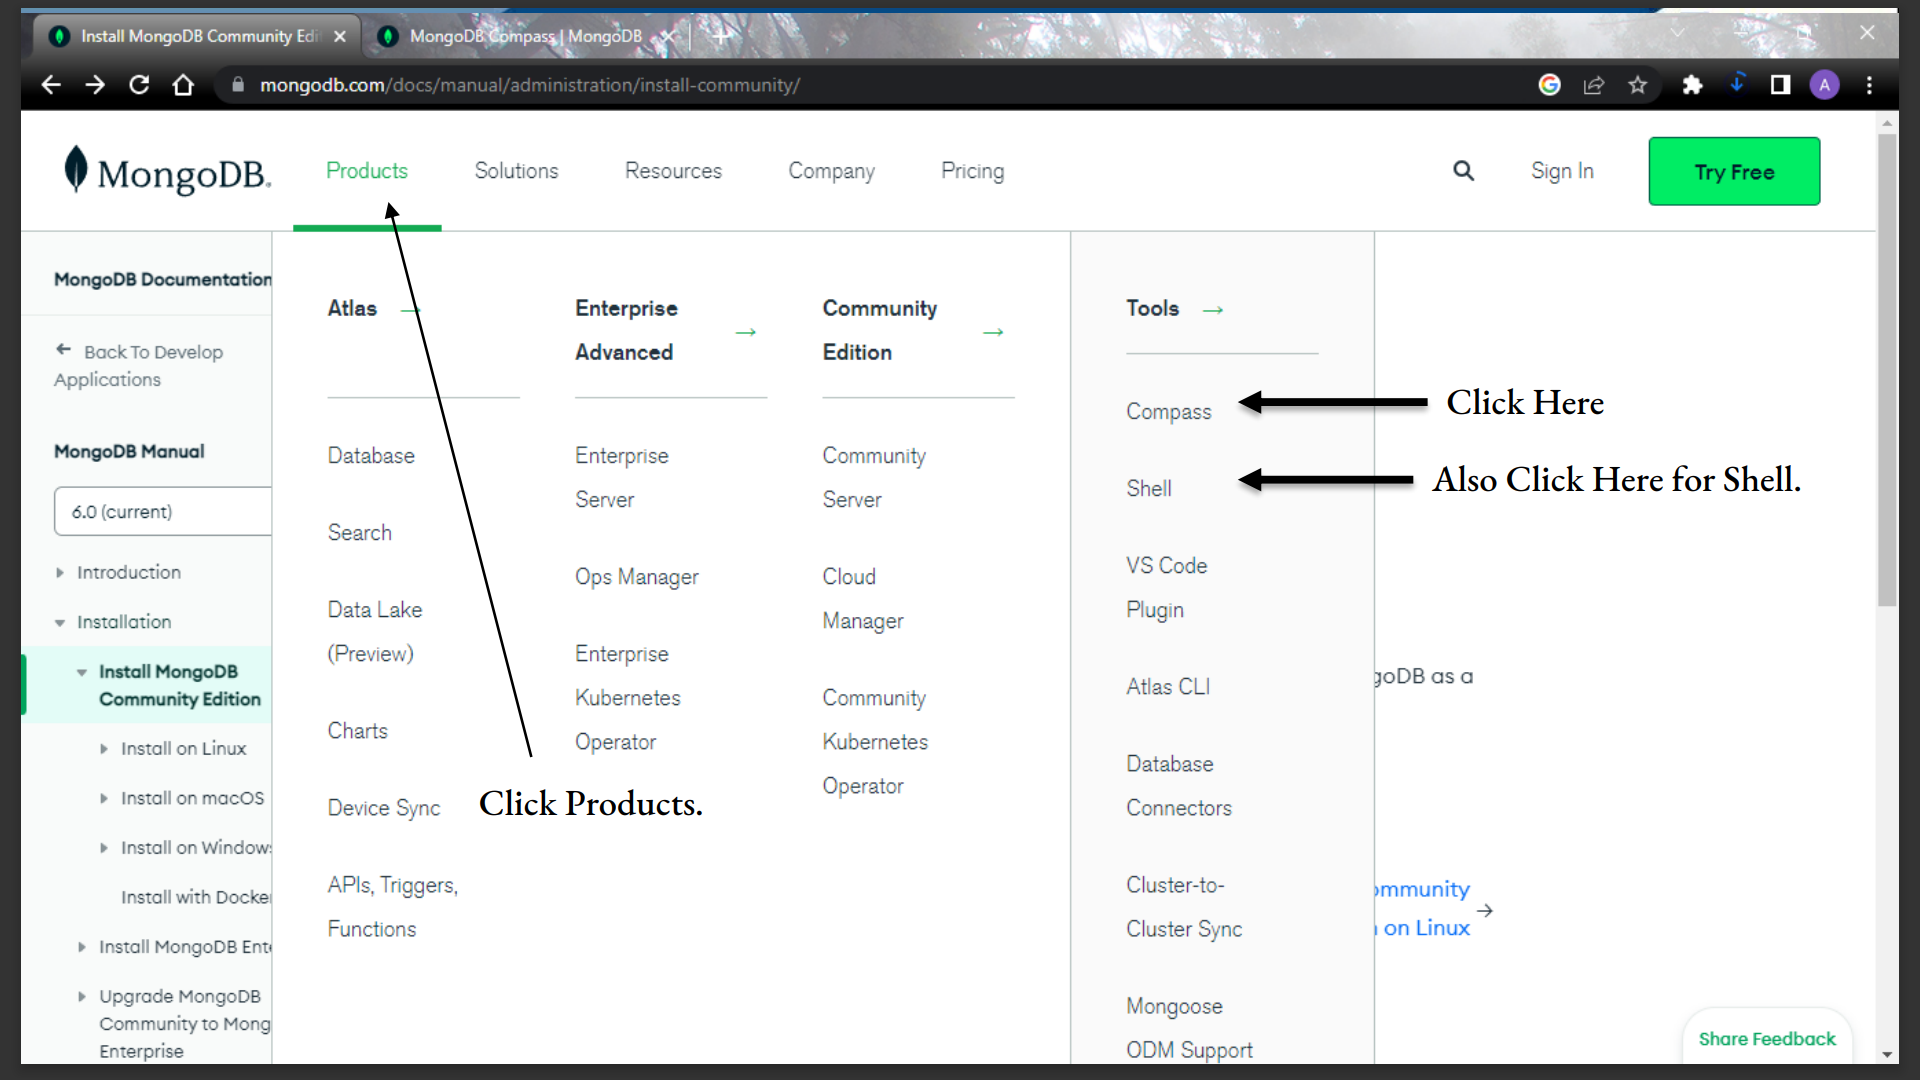 Install MongoDB Community Edi
MongoDB Compass | MongoDB
mongodb.com/docs/manual/administration/install-community/
A
MongoDB.
Products
Solutions
Resources
Company
Pricing
Sign In
Try Free
MongoDB Documentation
Back To Develop
Applications
MongoDB Manual
6.0 (current)
Introduction
Installation
Install MongoDB
Community Edition
Install on Linux
Install on macOS
Install on Windows
Install with Docker
Install MongoDB Ente
Upgrade MongoDB
Community to Mong
Enterprise
Atlas →
Database
Search
Data Lake
(Preview)
Charts
Device Sync
APIs, Triggers,
Functions
Enterprise
Advanced →
Enterprise
Server
Ops Manager
Enterprise
Kubernetes
Operator
Community
Edition →
Community
Server
Cloud
Manager
Community
Kubernetes
Operator
Tools →
Compass
Shell
VS Code
Plugin
Atlas CLI
Database
Connectors
Cluster-to-
Cluster Sync
Mongoose
ODM Support
Click Here
Also Click Here for Shell.
Click Products.
goDB as a
ommunity
on Linux →
Share Feedback